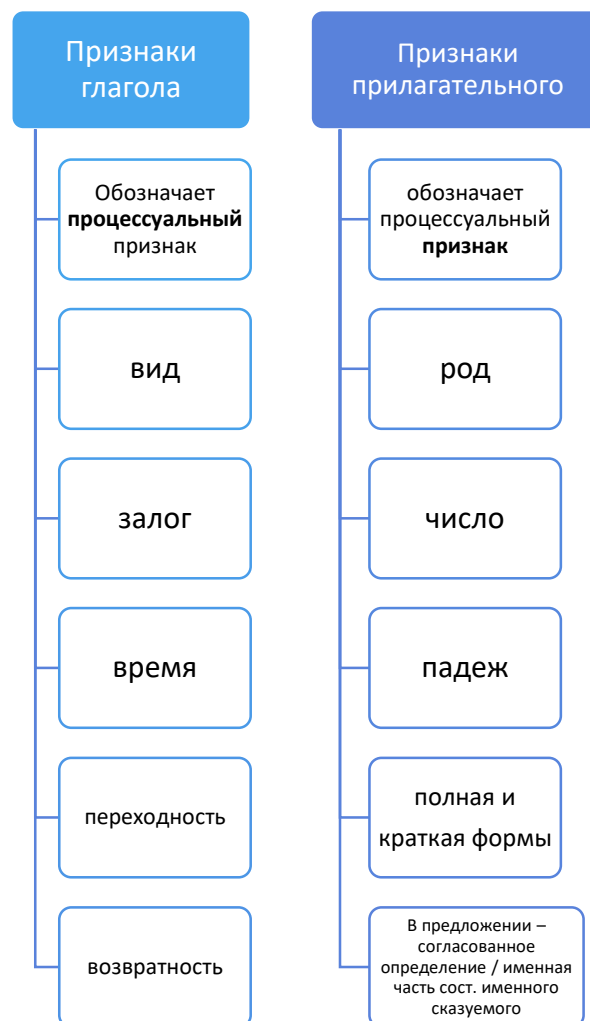 Признаки
глагола
Обозначает
процессуальный
признак
вид
залог
время
переходность
возвратность
Признаки
прилагательного
обозначает
процессуальный
признак
род
число
падеж
полная и
краткая формы
В предложении –
согласованное
определение / именная
часть сост. именного
сказуемого